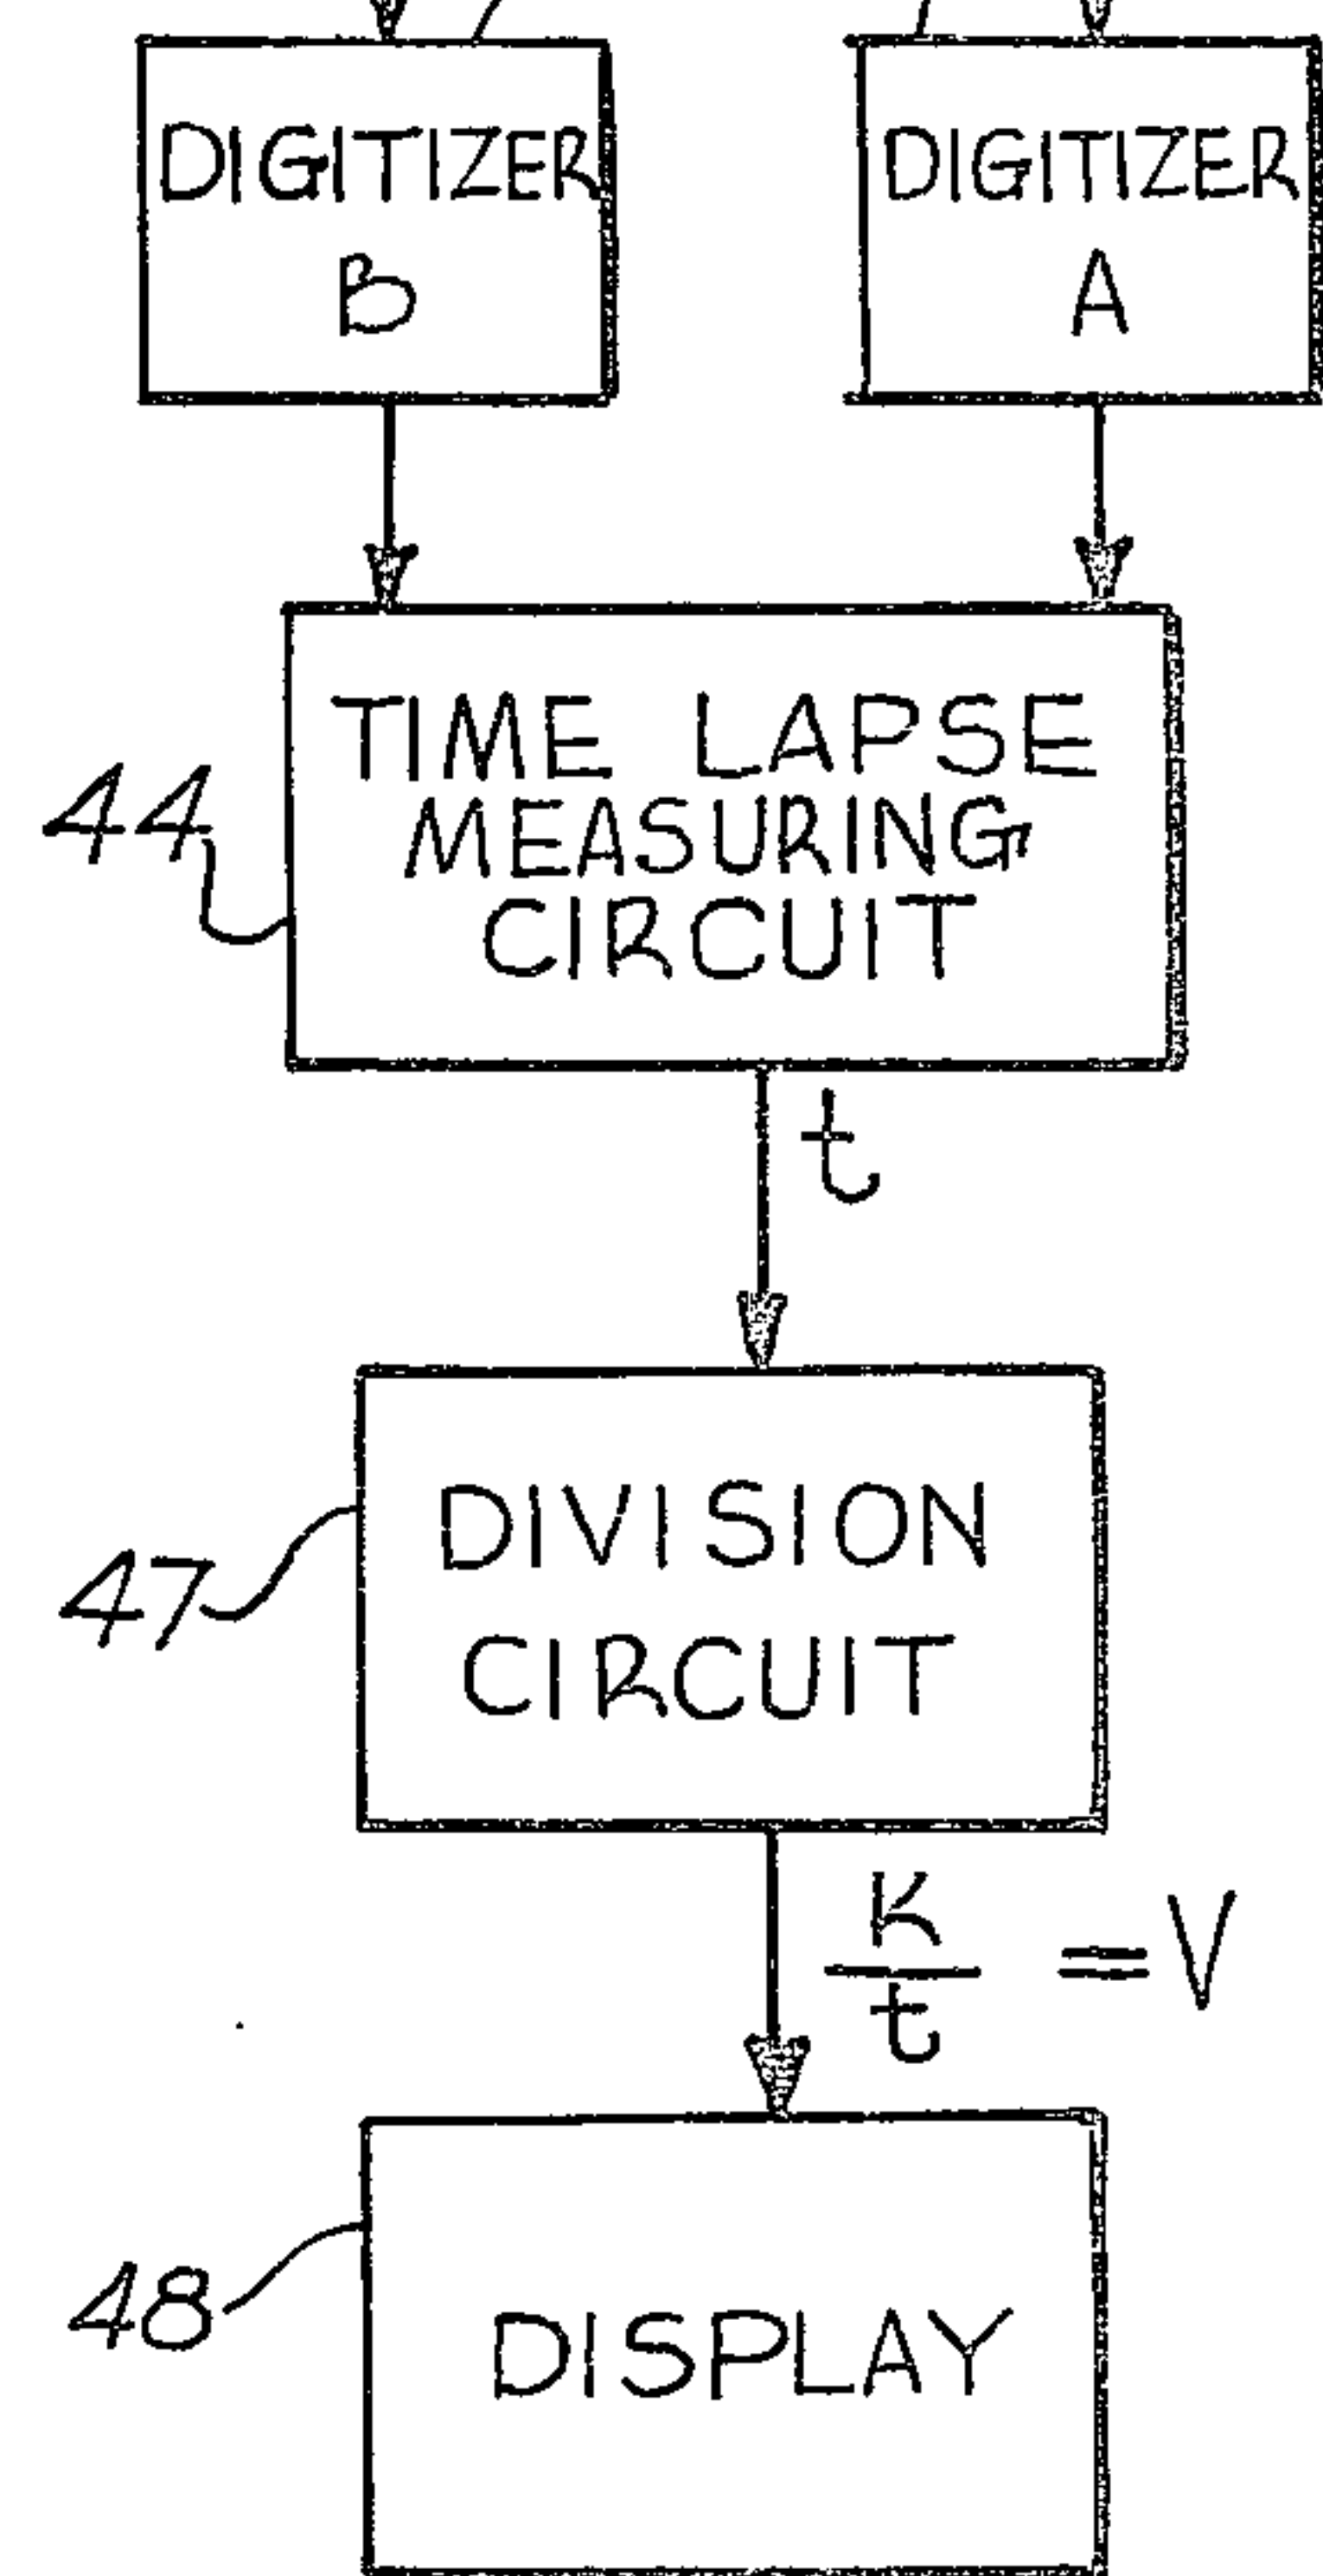 DIGITIZER
B
DIGITIZER
A
TIME LAPSE
MEASURING
CIRCUIT
44
t
DIVISION
CIRCUIT
47
K
t
= V
DISPLAY
48